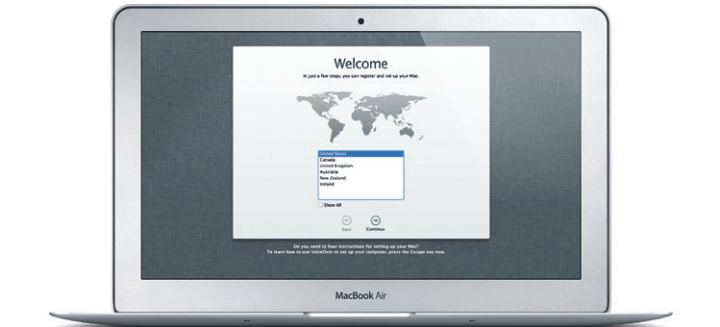 Welcome
In just a few steps, you can register and set up your Mac.
United States
Canada
United Kingdom
Australia
New Zealand
Ireland
Show All
Back
Continue
Do you need to hear instructions for setting up your Mac?
To learn how to use VoiceOver to set up your computer, press the Escape key now.
MacBook Air